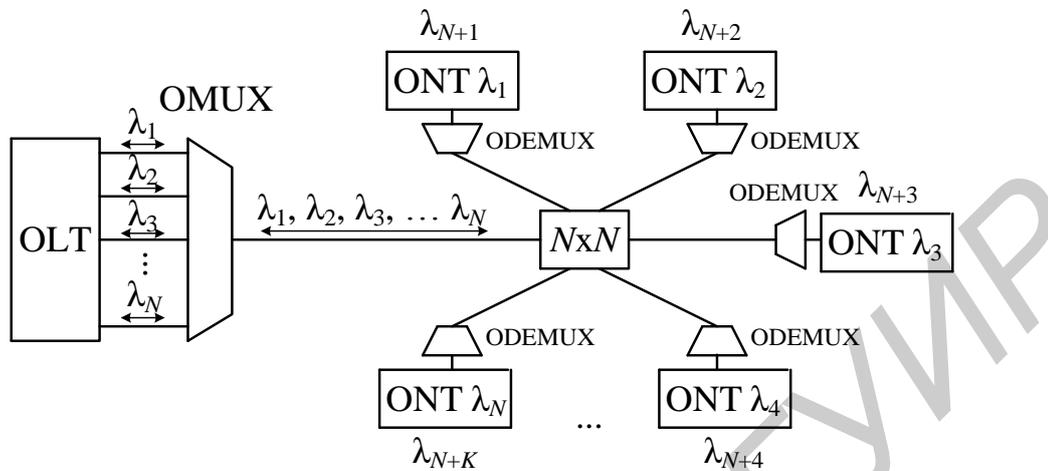 λN+1
λN+2
ONT λ1
ONT λ2
OMUX
ODEMUX
ODEMUX
λ1
λ2
λ3
...
λN
OLT
λ1, λ2, λ3, ... λN
NxN
ODEMUX
λN+3
ONT λ3
ODEMUX
ODEMUX
ONT λN
...
ONT λ4
λN+K
λN+4
ГУИР